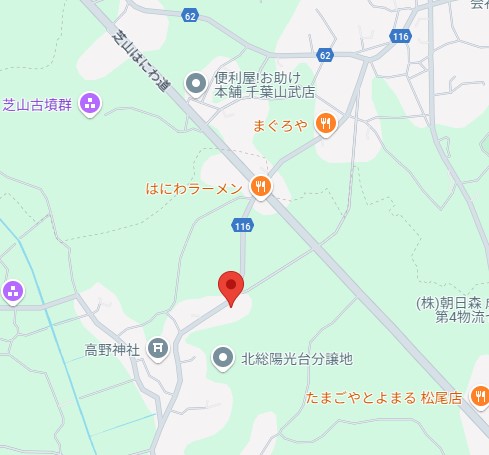 会社
62
116
芝山はにわ道
62
便利屋!お助け
本舗 千葉山武店
芝山古墳群
まぐろや
はにわラーメン
116
(株)朝日森
第4物流
高野神社
北総陽光台分譲地
たまごやとよまる 松尾店